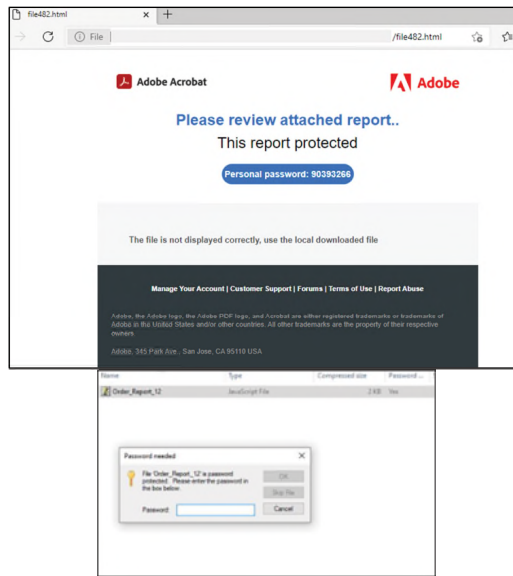 file482.html
File
/file482.html
Adobe Acrobat
Adobe
Please review attached report..
This report protected
Personal password: 90393266
The file is not displayed correctly, use the local downloaded file
Manage Your Account | Customer Support | Forums | Terms of Use | Report Abuse
Adobe, the Adobe logo, the Adobe PDF logo, and Acrobat are either registered trademarks or trademarks of
Adobe in the United States and/or other countries. All other trademarks are the property of their respective
owners.
Adobe, 345 Park Ave., San Jose, CA 95110 USA
Name Type Compressed size Password ...
Order_Report_12 JavaScript File 2 KB Yes
Password needed
File 'Order_Report_12' is password
protected. Please enter the password in
the box below.
OK
Skip File
Password:
Cancel